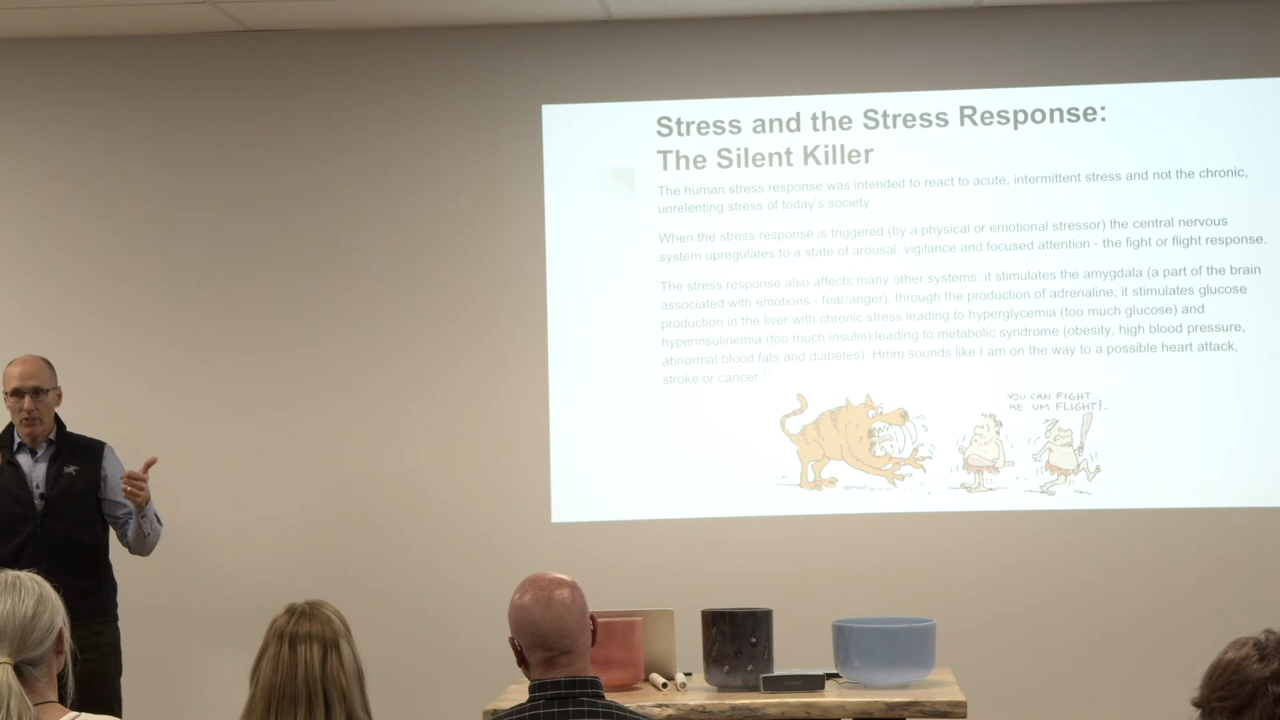 Stress and the Stress Response:
The Silent Killer
The human stress response was intended to react to acute, intermittent stress and not the chronic,
unrelenting stress of today's society.
When the stress response is triggered (by a physical or emotional stressor) the central nervous
system upregulates to a state of arousal, vigilance and focused attention - the fight or flight response.
The stress response also affects many other systems: it stimulates the amygdala (a part of the brain
associated with emotions - fear/anger), through the production of adrenaline; it stimulates glucose
production in the liver with chronic stress leading to hyperglycemia (too much glucose) and
hyperinsulinemia (too much insulin) leading to metabolic syndrome (obesity, high blood pressure,
abnormal blood fats and diabetes). Hmm sounds like I am on the way to a possible heart attack,
stroke or cancer
YOU CAN FIGHT
ME UM FLIGHT!..